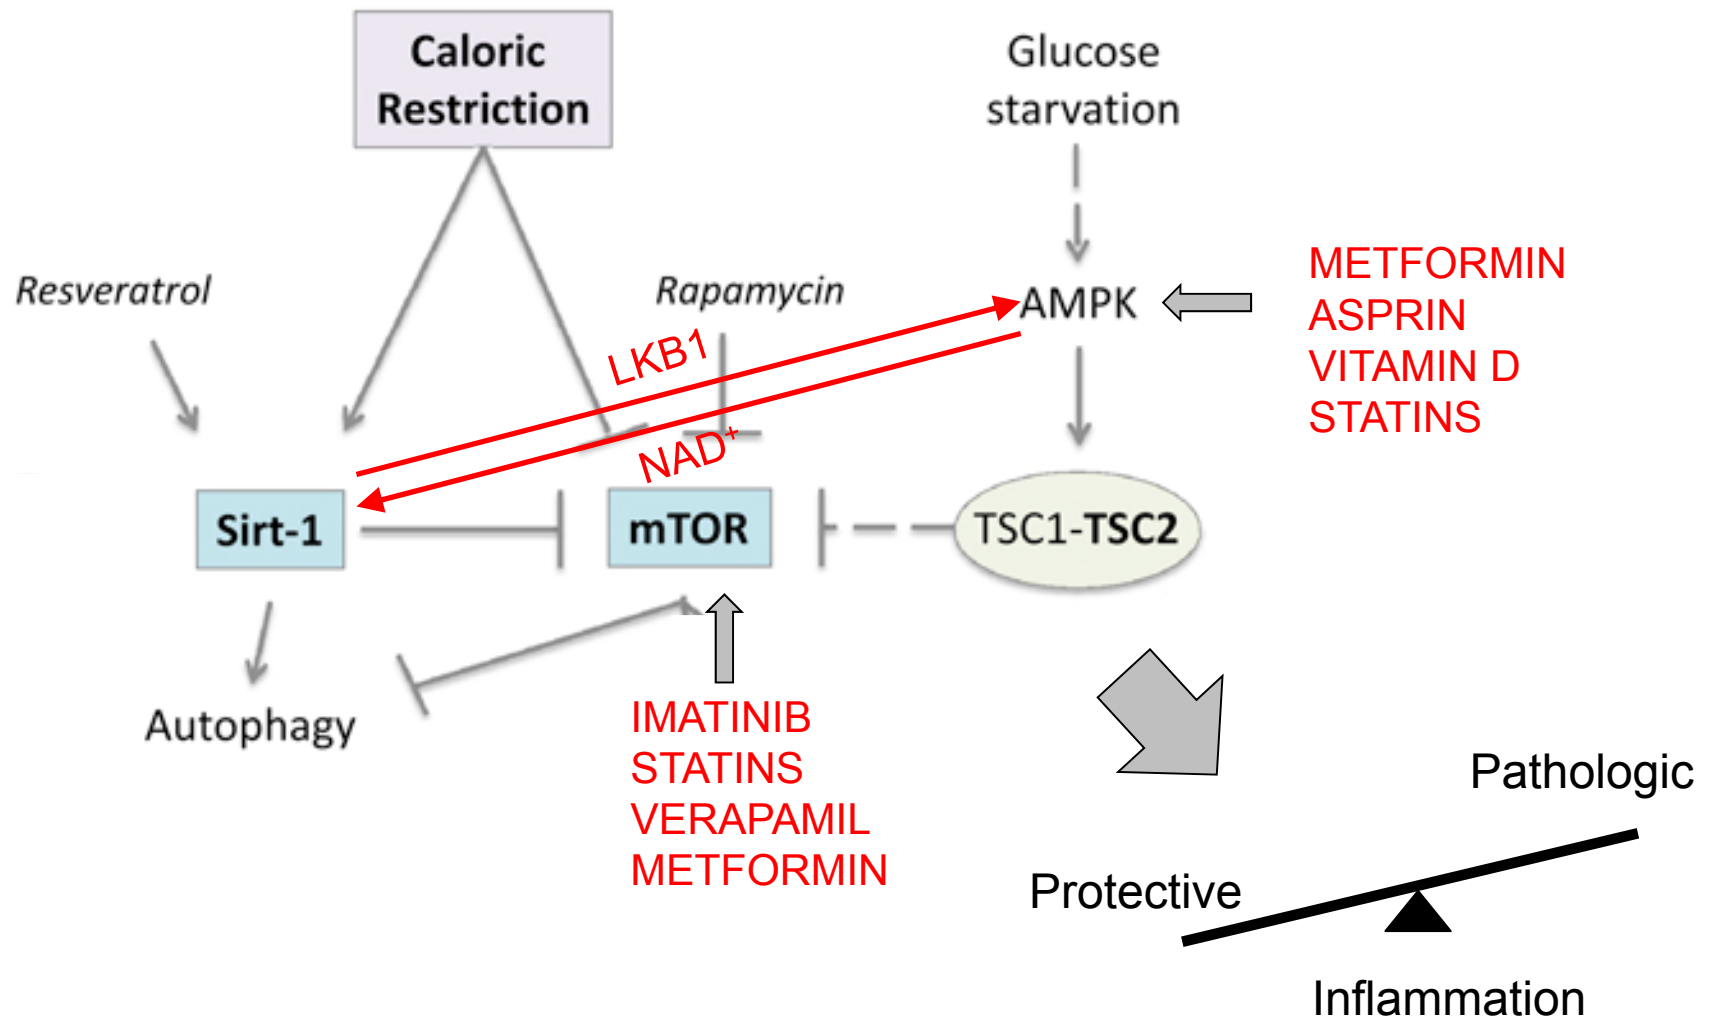 Caloric
Restriction
Glucose
starvation
Resveratrol
Rapamycin
AMPK
METFORMIN
ASPRIN
VITAMIN D
STATINS
LKB1
NAD⁺
Sirt-1
mTOR
TSC1-TSC2
Autophagy
IMATINIB
STATINS
VERAPAMIL
METFORMIN
Pathologic
Protective
Inflammation